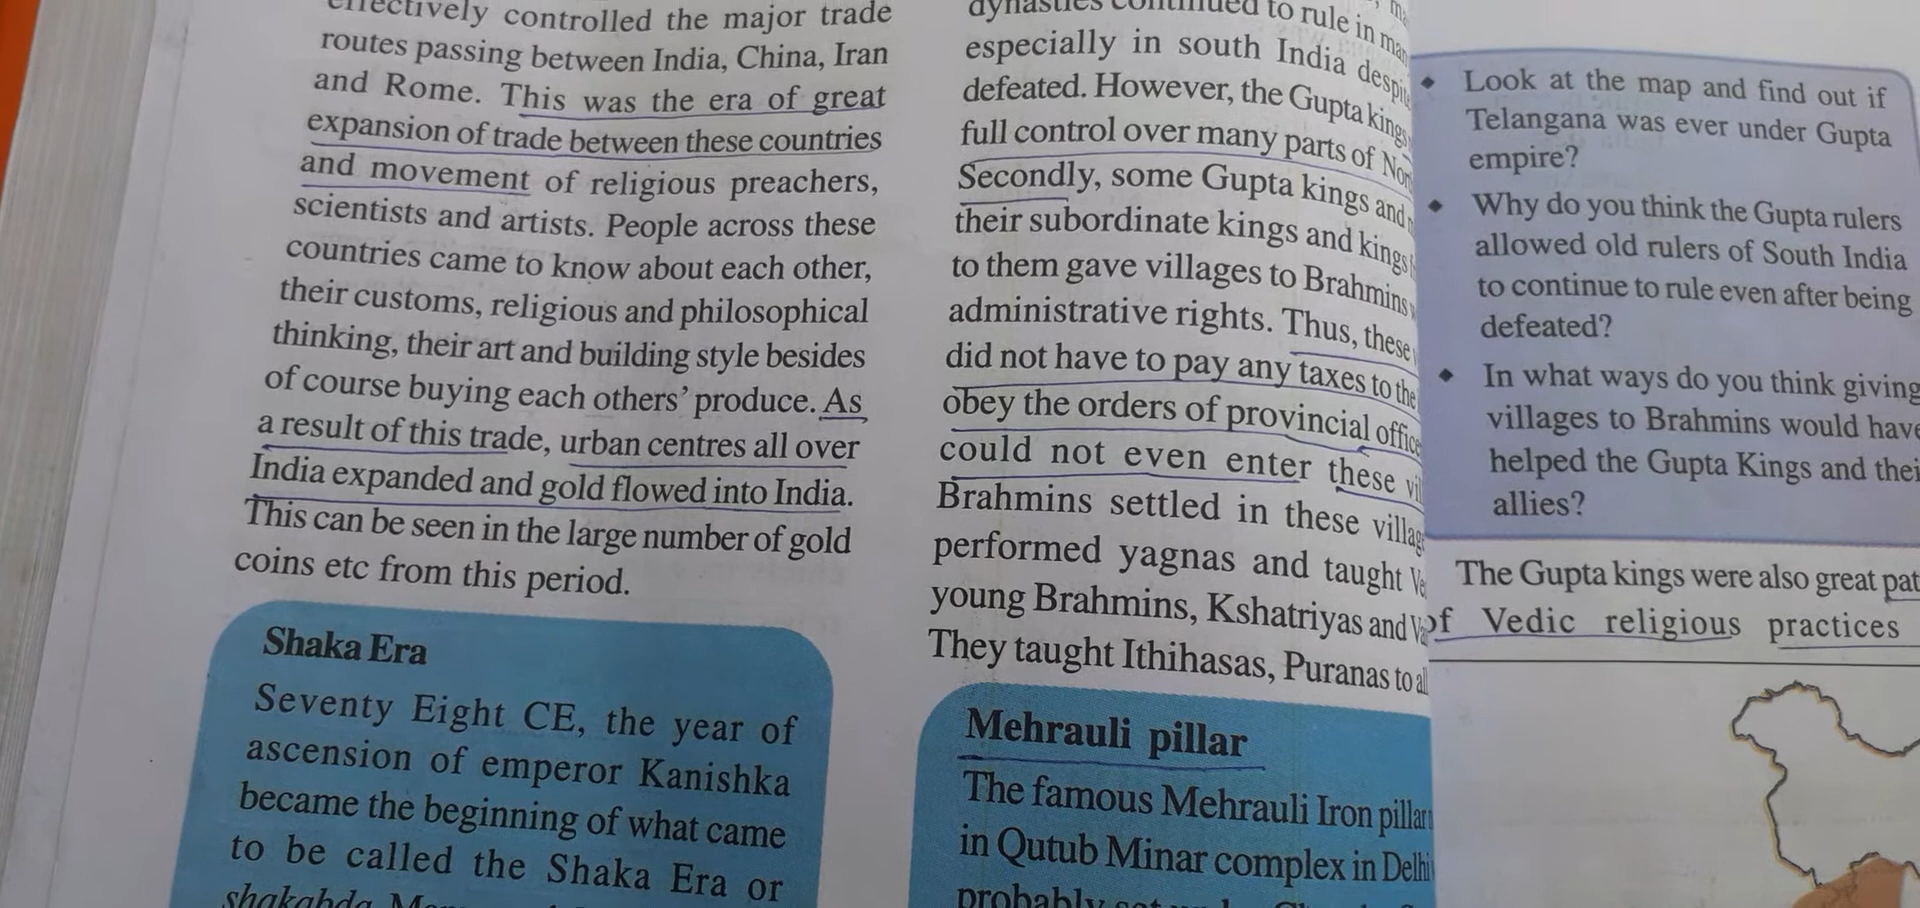 effectively controlled the major trade
routes passing between India, China, Iran
and Rome. This was the era of great
expansion of trade between these countries
and movement of religious preachers,
scientists and artists. People across these
countries came to know about each other,
their customs, religious and philosophical
thinking, their art and building style besides
of course buying each others' produce. As
a result of this trade, urban centres all over
India expanded and gold flowed into India.
This can be seen in the large number of gold
coins etc from this period.
Shaka Era
Seventy Eight CE, the year of
ascension of emperor Kanishka
became the beginning of what came
to be called the Shaka Era or
shakabda
dynasties continued to rule in
especially in south India
defeated. However, the Gupta kings
full control over many parts of
Secondly, some Gupta kings and
their subordinate kings and kings
to them gave villages to Brahmins
administrative rights. Thus, these
did not have to pay any taxes to the
obey the orders of provincial
could not even enter these
Brahmins settled in these
performed yagnas and taught
young Brahmins, Kshatriyas and
They taught Ithihasas, Puranas to
Mehrauli pillar
The famous Mehrauli Iron pillar
in Qutub Minar complex in Delhi
probably
◆ Look at the map and find out if
Telangana was ever under Gupta
empire?
◆ Why do you think the Gupta rulers
allowed old rulers of South India
to continue to rule even after being
defeated?
◆ In what ways do you think giving
villages to Brahmins would have
helped the Gupta Kings and
allies?
The Gupta kings were also great
of Vedic religious practices